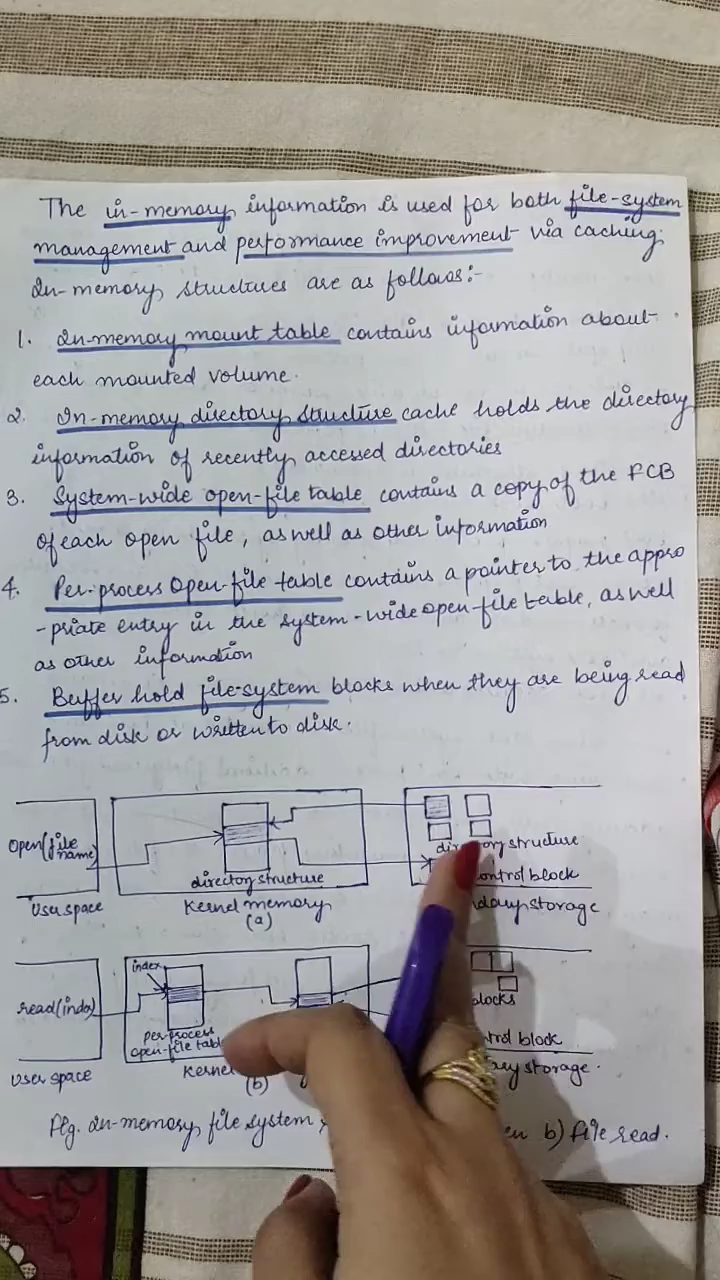 The in-memory information is used for both file-system
management and performance improvement via caching.
In-memory structures are as follows:-
1. In-memory mount table contains information about
each mounted volume.
2. In-memory directory structure cache holds the directory
information of recently accessed directories
3. System-wide open-file table contains a copy of the FCB
of each open file, as well as other information
4. Per-process open-file table contains a pointer to the appro
-priate entry in the system-wide open-file table, as well
as other information
5. Buffer hold file-system blocks when they are being read
from disk or written to disk.
open(file
name)
directory structure
directory structure
control block
user space
Kernel memory
storage
(a)
index
read(index)
blocks
per-process
open-file table
control block
user space
Kernel
storage.
(b)
Fig. In-memory file system
b) file read.